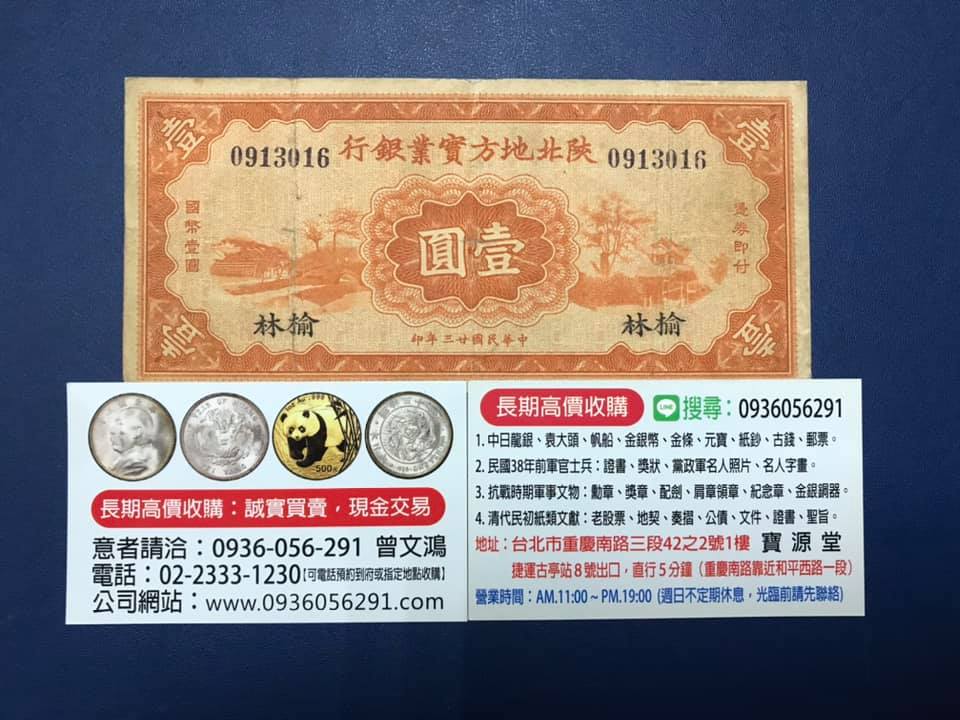 壹 壹
陝北地方實業銀行
0913016 0913016
憑券即付
國幣壹圓
壹圓
榆林 榆林
中華民國廿三年印
壹 壹
500元
長期高價收購：誠實買賣，現金交易
意者請洽：0936-056-291 曾文鴻
電話：02-2333-1230【可電話預約到府或指定地點收購】
公司網站：www.0936056291.com
長期高價收購 LINE 搜尋：0936056291
1. 中日龍銀、袁大頭、帆船、金銀幣、金條、元寶、紙鈔、古錢、郵票。
2. 民國38年前軍官士兵：證書、獎狀、黨政軍名人照片、名人字畫。
3. 抗戰時期軍事文物：勳章、獎章、配劍、肩章領章、紀念章、金銀銅器。
4. 清代民初紙類文獻：老股票、地契、奏摺、公債、文件、證書、聖旨。
地址：台北市重慶南路三段42之2號1樓 寶源堂
捷運古亭站8號出口，直行5分鐘（重慶南路靠近和平西路一段）
營業時間：AM.11:00～PM.19:00 (週日不定期休息，光臨前請先聯絡)